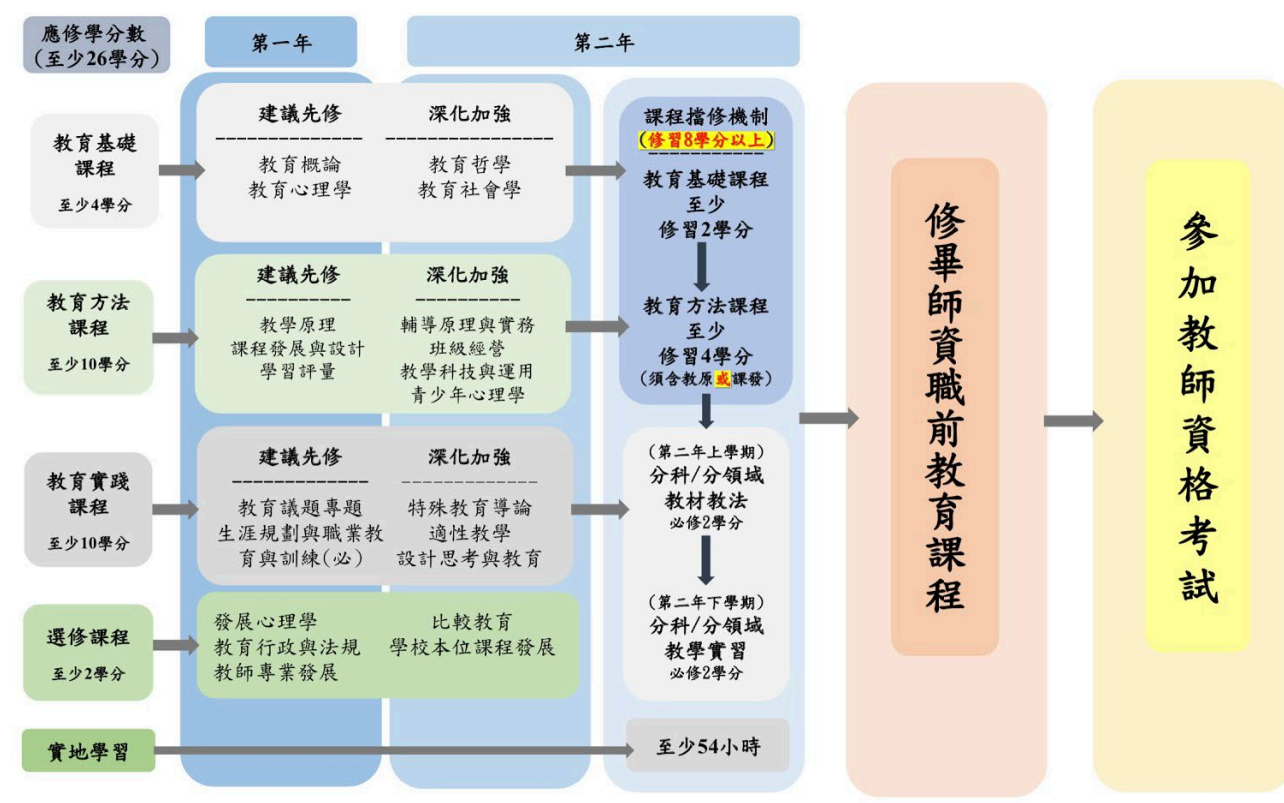 應修學分數
（至少26學分）
第一年
第二年
教育基礎
課程
至少4學分
建議先修
--------------
教育概論
教育心理學
深化加強
----------------
教育哲學
教育社會學
課程擋修機制
（修習8學分以上）
-----------
教育基礎課程
至少
修習2學分
教育方法
課程
至少10學分
建議先修
----------
教學原理
課程發展與設計
學習評量
深化加強
----------
輔導原理與實務
班級經營
教學科技與運用
青少年心理學
教育方法課程
至少
修習4學分
（須含教原或課發）
教育實踐
課程
至少10學分
建議先修
-------------
教育議題專題
生涯規劃與職業教
育與訓練(必)
深化加強
-------------
特殊教育導論
適性教學
設計思考與教育
（第二年上學期）
分科/分領域
教材教法
必修2學分
選修課程
至少2學分
發展心理學
教育行政與法規
教師專業發展
比較教育
學校本位課程發展
（第二年下學期）
分科/分領域
教學實習
必修2學分
實地學習
至少54小時
修畢師資職前教育課程
參加教師資格考試